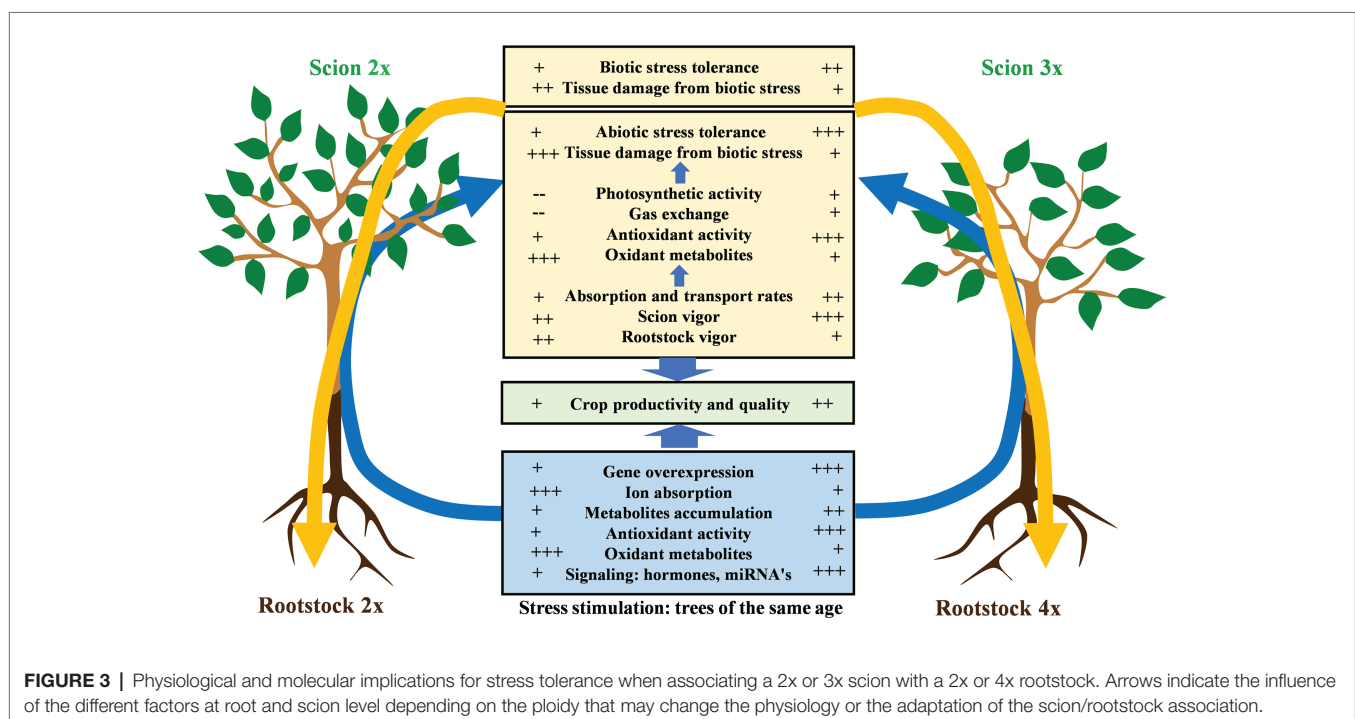 Scion 2x
Scion 3x
+ Biotic stress tolerance ++
++ Tissue damage from biotic stress +
+ Abiotic stress tolerance +++
+++ Tissue damage from biotic stress +
-- Photosynthetic activity +
-- Gas exchange +
+ Antioxidant activity +++
+++ Oxidant metabolites +
+ Absorption and transport rates ++
++ Scion vigor +++
++ Rootstock vigor +
+ Crop productivity and quality ++
+ Gene overexpression +++
+++ Ion absorption +
+ Metabolites accumulation ++
+ Antioxidant activity +++
+++ Oxidant metabolites +
+ Signaling: hormones, miRNA's +++
Rootstock 2x
Stress stimulation: trees of the same age
Rootstock 4x
FIGURE 3 | Physiological and molecular implications for stress tolerance when associating a 2x or 3x scion with a 2x or 4x rootstock. Arrows indicate the influence
of the different factors at root and scion level depending on the ploidy that may change the physiology or the adaptation of the scion/rootstock association.